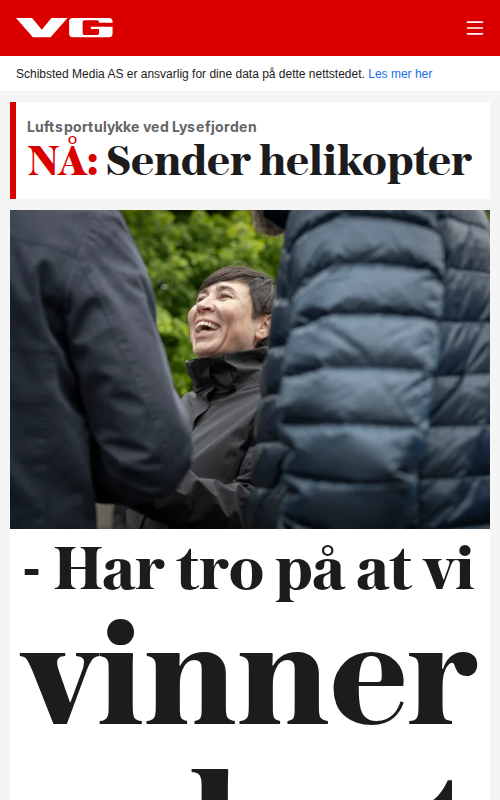 VG
Schibsted Media AS er ansvarlig for dine data på dette nettstedet. Les mer her
Luftsportulykke ved Lysefjorden
NÅ: Sender helikopter
- Har tro på at vi
vinner